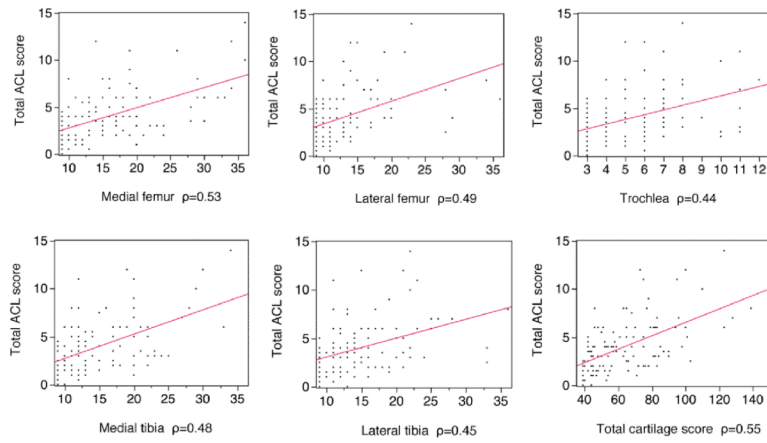 Total ACL score
15
10
5
0
10 15 20 25 30 35
Medial femur ρ=0.53
Total ACL score
15
10
5
0
10 15 20 25 30 35
Lateral femur ρ=0.49
Total ACL score
15
10
5
0
3 4 5 6 7 8 9 10 11 12
Trochlea ρ=0.44
Total ACL score
15
10
5
0
10 15 20 25 30 35
Medial tibia ρ=0.48
Total ACL score
15
10
5
0
10 15 20 25 30 35
Lateral tibia ρ=0.45
Total ACL score
15
10
5
0
40 60 80 100 120 140
Total cartilage score ρ=0.55